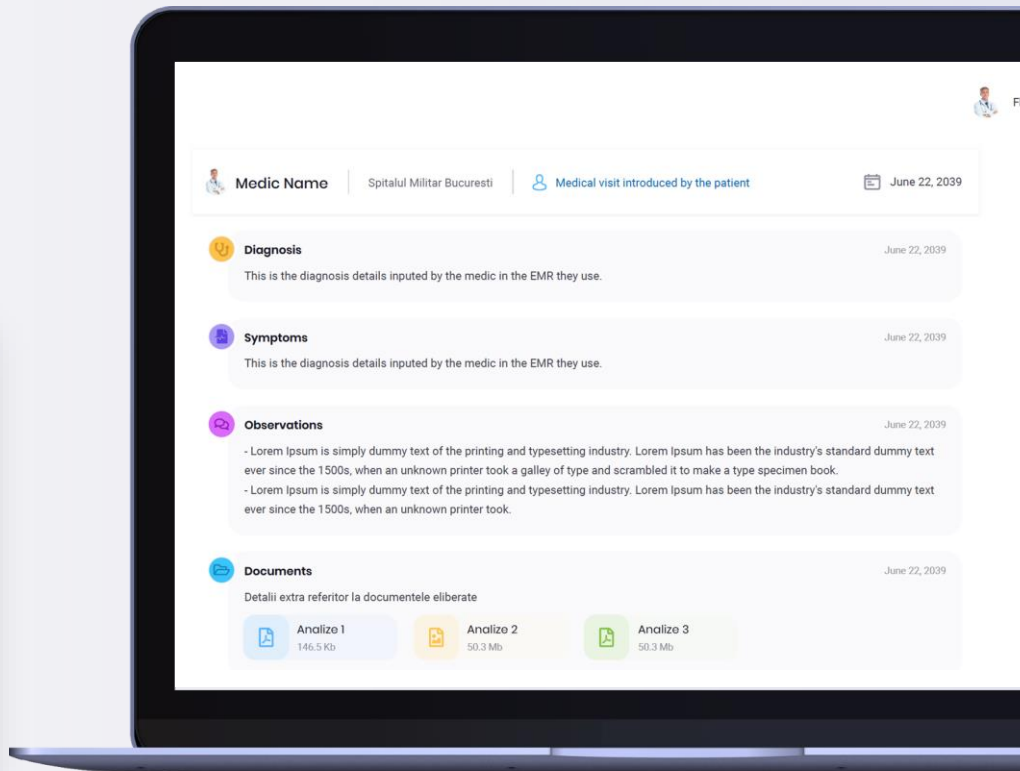 Medic Name
Spitalul Militar Bucuresti
Medical visit introduced by the patient
June 22, 2039
Diagnosis
June 22, 2039
This is the diagnosis details inputed by the medic in the EMR they use.
Symptoms
June 22, 2039
This is the diagnosis details inputed by the medic in the EMR they use.
Observations
June 22, 2039
- Lorem Ipsum is simply dummy text of the printing and typesetting industry. Lorem Ipsum has been the industry's standard dummy text
ever since the 1500s, when an unknown printer took a galley of type and scrambled it to make a type specimen book.
- Lorem Ipsum is simply dummy text of the printing and typesetting industry. Lorem Ipsum has been the industry's standard dummy text
ever since the 1500s, when an unknown printer took.
Documents
June 22, 2039
Detalii extra referitor la documentele eliberate
Analize 1
146.5 Kb
Analize 2
50.3 Mb
Analize 3
50.3 Mb